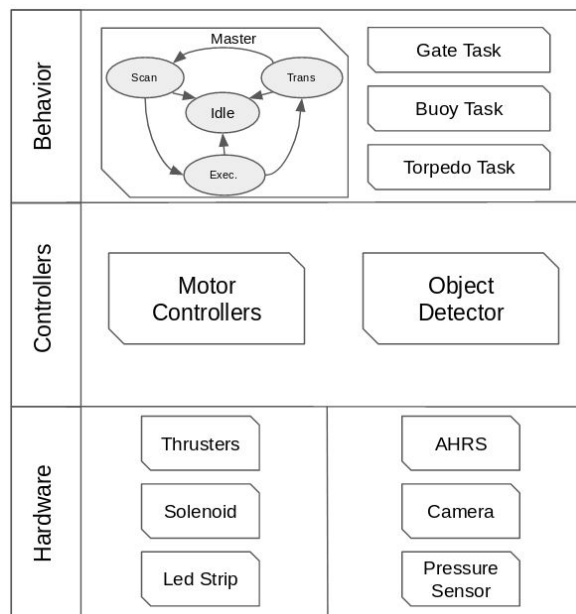 Behavior
Master
Scan
Trans
Idle
Exec.
Gate Task
Buoy Task
Torpedo Task
Controllers
Motor
Controllers
Object
Detector
Hardware
Thrusters
Solenoid
Led Strip
AHRS
Camera
Pressure
Sensor